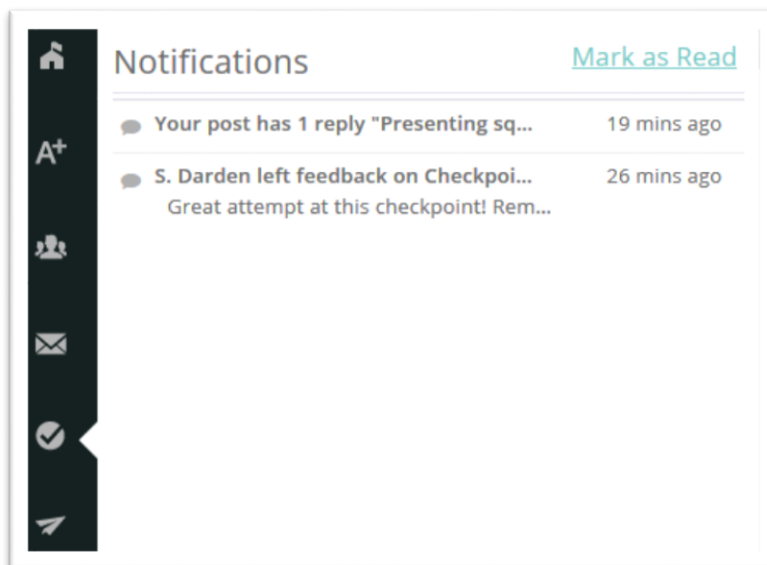 Notifications
Mark as Read
A+
Your post has 1 reply "Presenting sq...
19 mins ago
S. Darden left feedback on Checkpoi...
26 mins ago
Great attempt at this checkpoint! Rem...